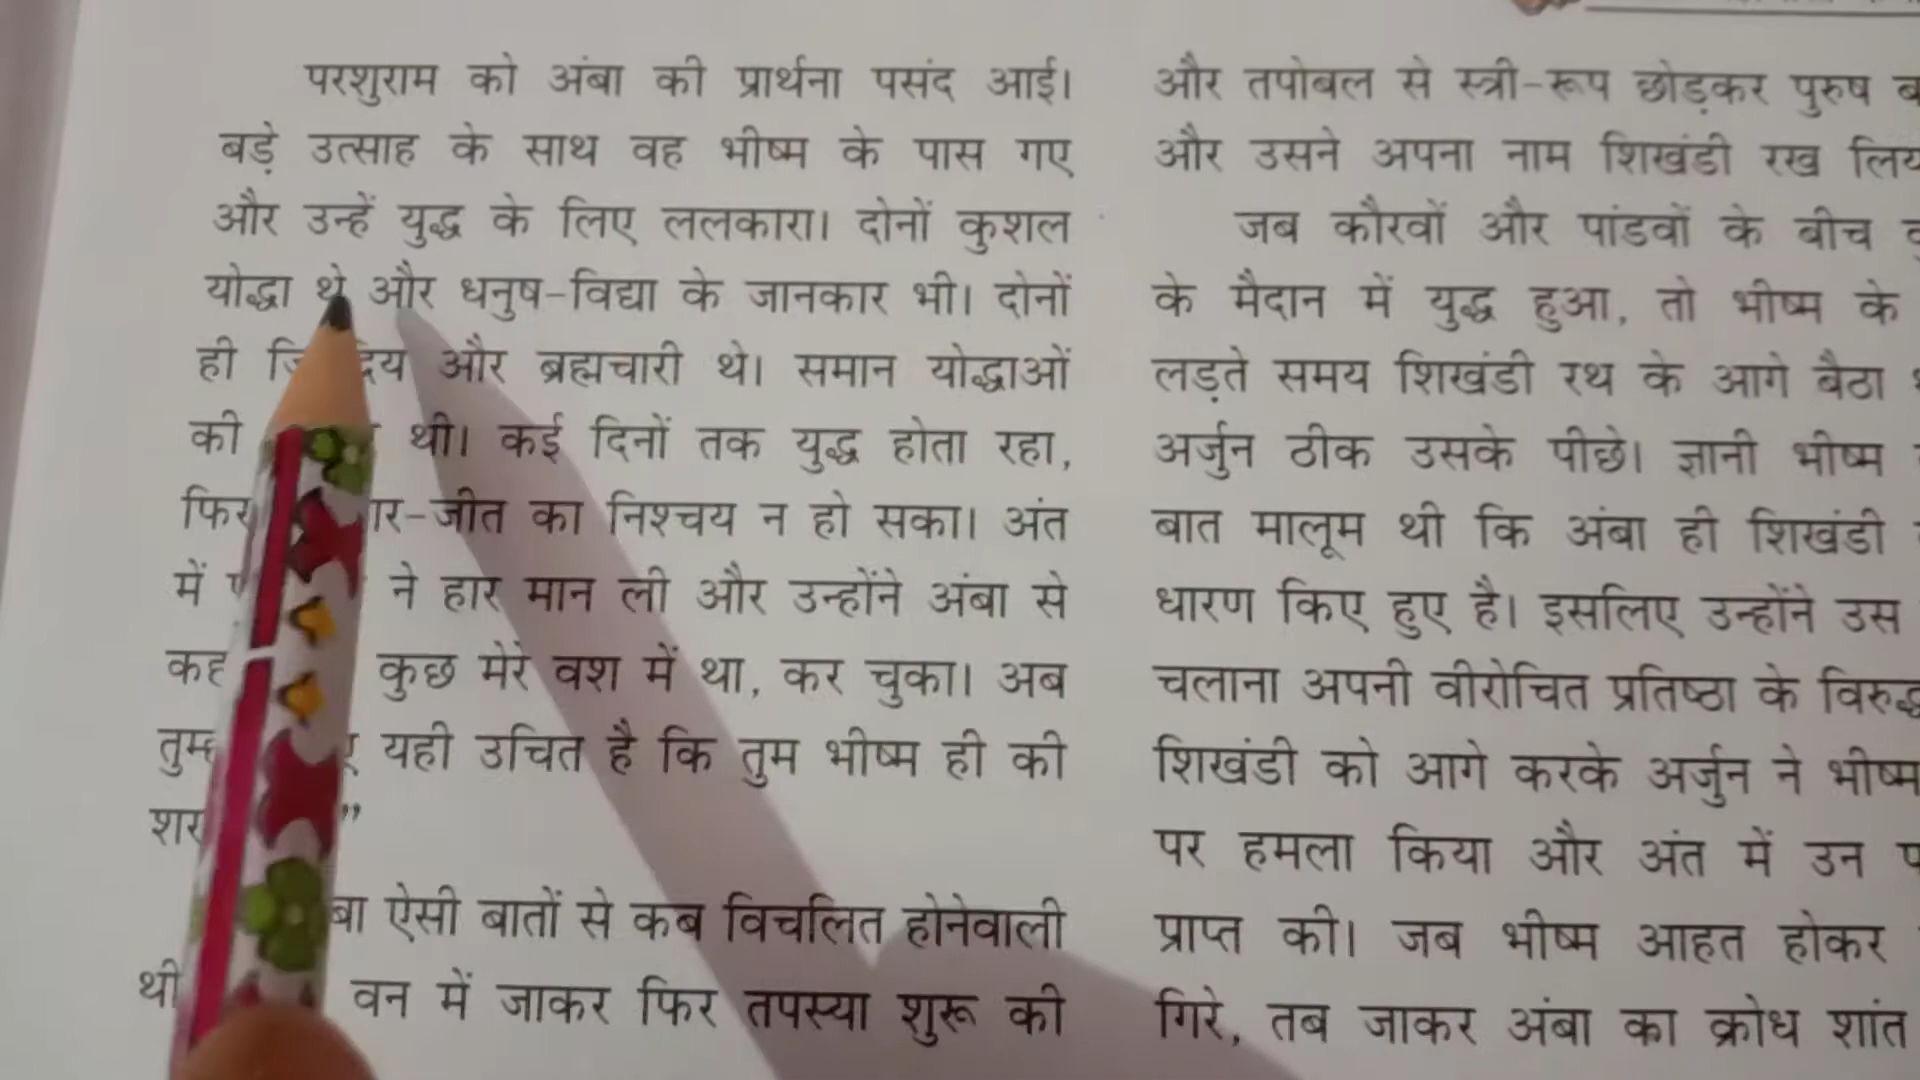 परशुराम को अंबा की प्रार्थना पसंद आई।
बड़े उत्साह के साथ वह भीष्म के पास गए
और उन्हें युद्ध के लिए ललकारा। दोनों कुशल
योद्धा थे और धनुष-विद्या के जानकार भी। दोनों
ही और ब्रह्मचारी थे। समान योद्धाओं
की थी। कई दिनों तक युद्ध होता रहा,
फिर जीत का निश्चय न हो सका। अंत
में ने हार मान ली और उन्होंने अंबा से
कुछ मेरे वश में था, कर चुका। अब
यही उचित है कि तुम भीष्म ही की
ऐसी बातों से कब विचलित होनेवाली
थी वन में जाकर फिर तपस्या शुरू की
और तपोबल से स्त्री-रूप छोड़कर पुरुष
और उसने अपना नाम शिखंडी रख
जब कौरवों और पांडवों के बीच
के मैदान में युद्ध हुआ, तो भीष्म के
लड़ते समय शिखंडी रथ के आगे बैठा
अर्जुन ठीक उसके पीछे। ज्ञानी भीष्म
बात मालूम थी कि अंबा ही शिखंडी
धारण किए हुए है। इसलिए उन्होंने उस
चलाना अपनी वीरोचित प्रतिष्ठा के
शिखंडी को आगे करके अर्जुन ने भीष्म
पर हमला किया और अंत में उन
प्राप्त की। जब भीष्म आहत होकर
गिरे, तब जाकर अंबा का क्रोध शांत